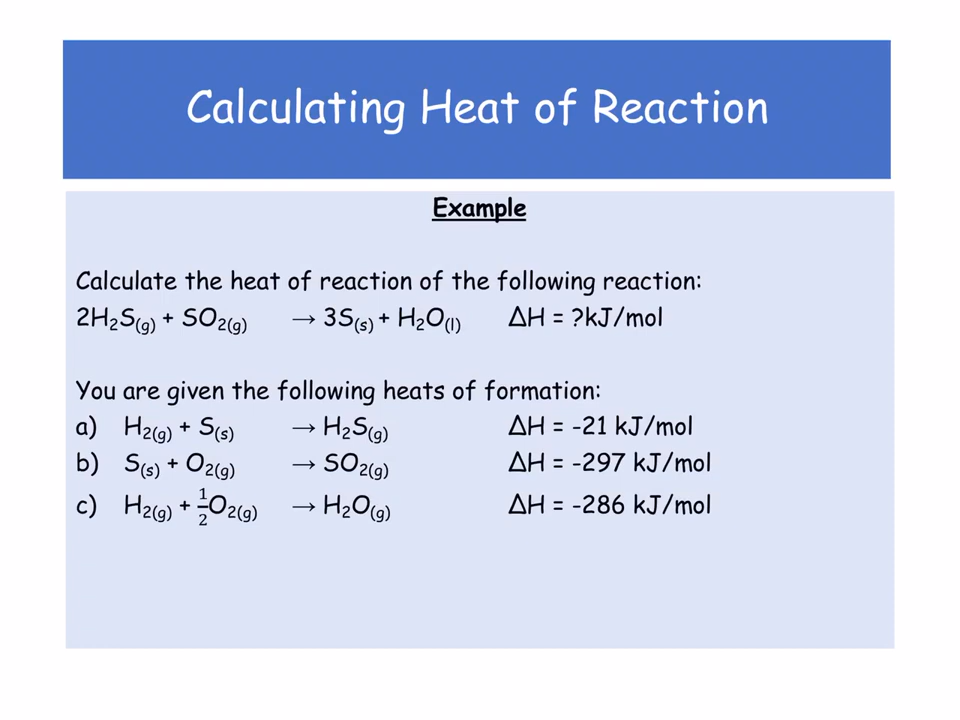 Calculating Heat of Reaction
Example
Calculate the heat of reaction of the following reaction:
2H₂S(g) + SO₂(g) → 3S(s) + H₂O(l) ΔH = ?kJ/mol
You are given the following heats of formation:
a) H₂(g) + S(s) → H₂S(g) ΔH = -21 kJ/mol
b) S(s) + O₂(g) → SO₂(g) ΔH = -297 kJ/mol
c) H₂(g) + ½O₂(g) → H₂O(g) ΔH = -286 kJ/mol